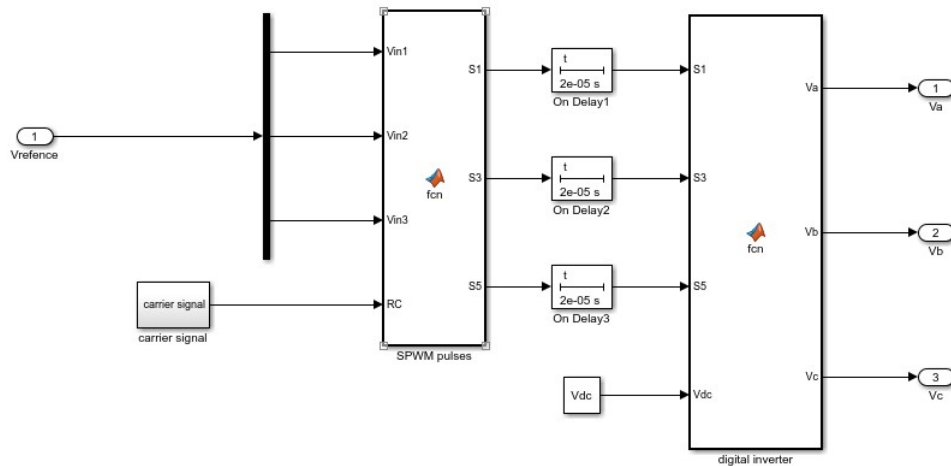 1
Vrefence
Vin1
Vin2
Vin3
RC
S1
S3
S5
fcn
SPWM pulses
carrier signal
carrier signal
t
2e-05 s
On Delay1
t
2e-05 s
On Delay2
t
2e-05 s
On Delay3
Vdc
S1
S3
S5
Vdc
fcn
Va
Vb
Vc
digital inverter
1
Va
2
Vb
3
Vc